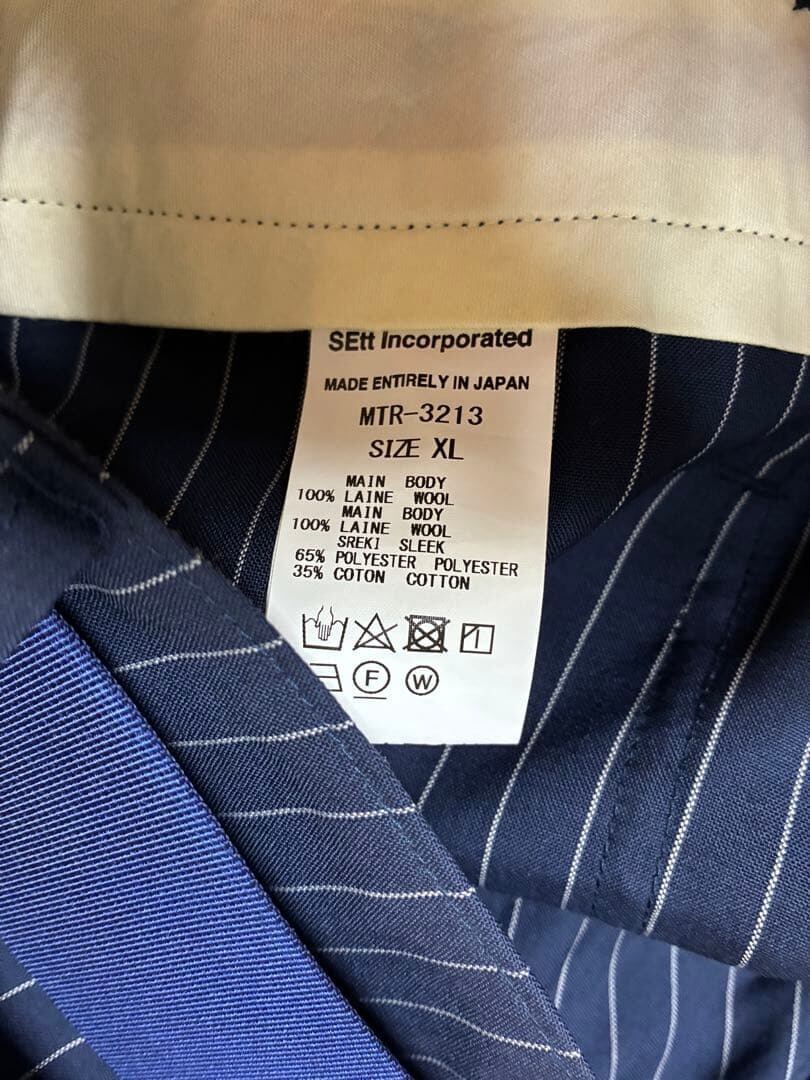 SEtt Incorporated
MADE ENTIRELY IN JAPAN
MTR-3213
SIZE XL
MAIN BODY
100% LAINE WOOL
MAIN BODY
100% LAINE WOOL
SREKI SLEEK
65% POLYESTER POLYESTER
35% COTON COTTON
F
W